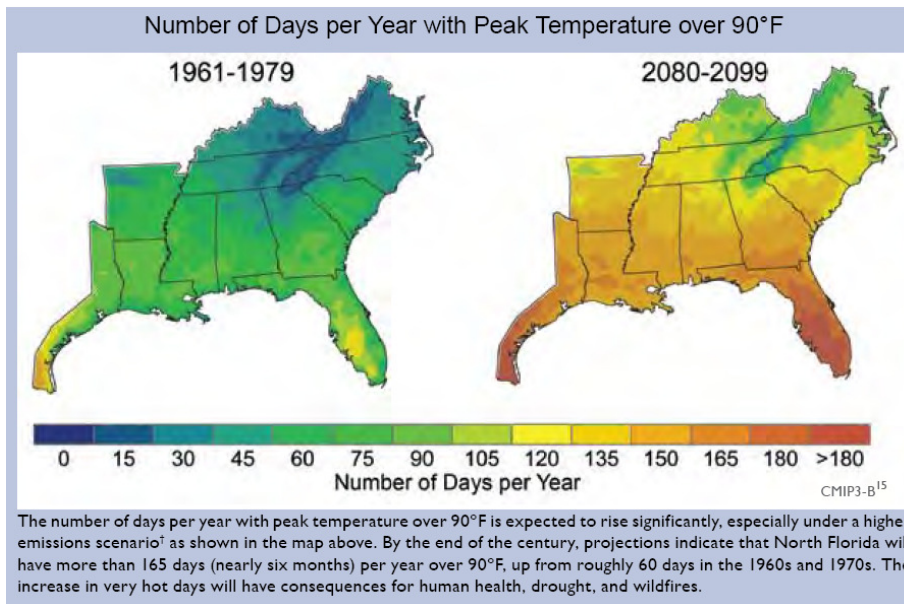 Number of Days per Year with Peak Temperature over 90°F
1961-1979
2080-2099
0 15 30 45 60 75 90 105 120 135 150 165 180 >180
Number of Days per Year
CMIP3-B15
The number of days per year with peak temperature over 90°F is expected to rise significantly, especially under a highe
emissions scenario† as shown in the map above. By the end of the century, projections indicate that North Florida wil
have more than 165 days (nearly six months) per year over 90°F, up from roughly 60 days in the 1960s and 1970s. The
increase in very hot days will have consequences for human health, drought, and wildfires.